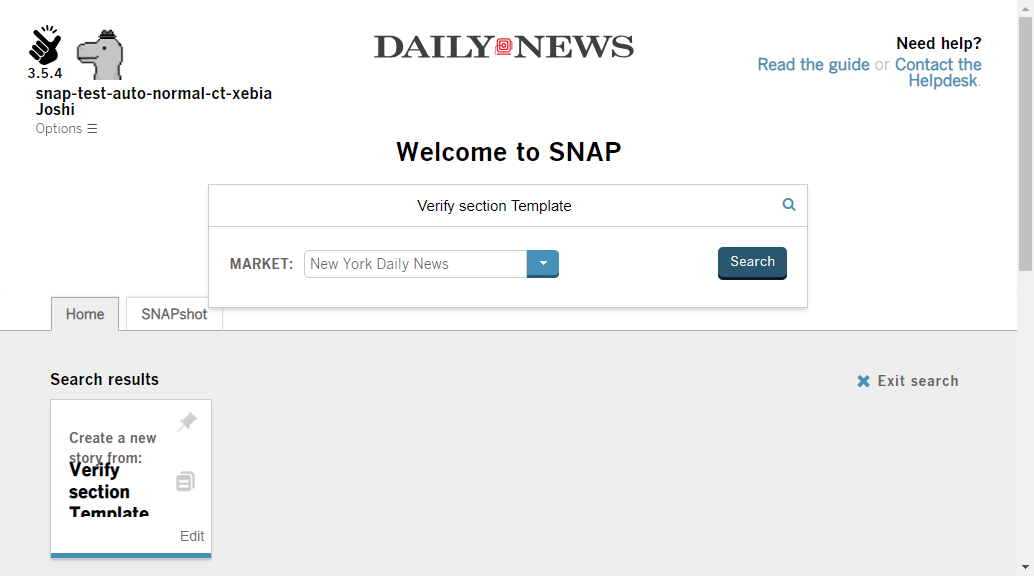 3.5.4
snap-test-auto-normal-ct-xebia
Joshi
Options ☰
DAILY NEWS
Need help?
Read the guide or Contact the
Helpdesk.
Welcome to SNAP
Verify section Template
MARKET:
New York Daily News
Search
Home
SNAPshot
Search results
Exit search
Create a new
story from:
Verify
section
Template
Edit